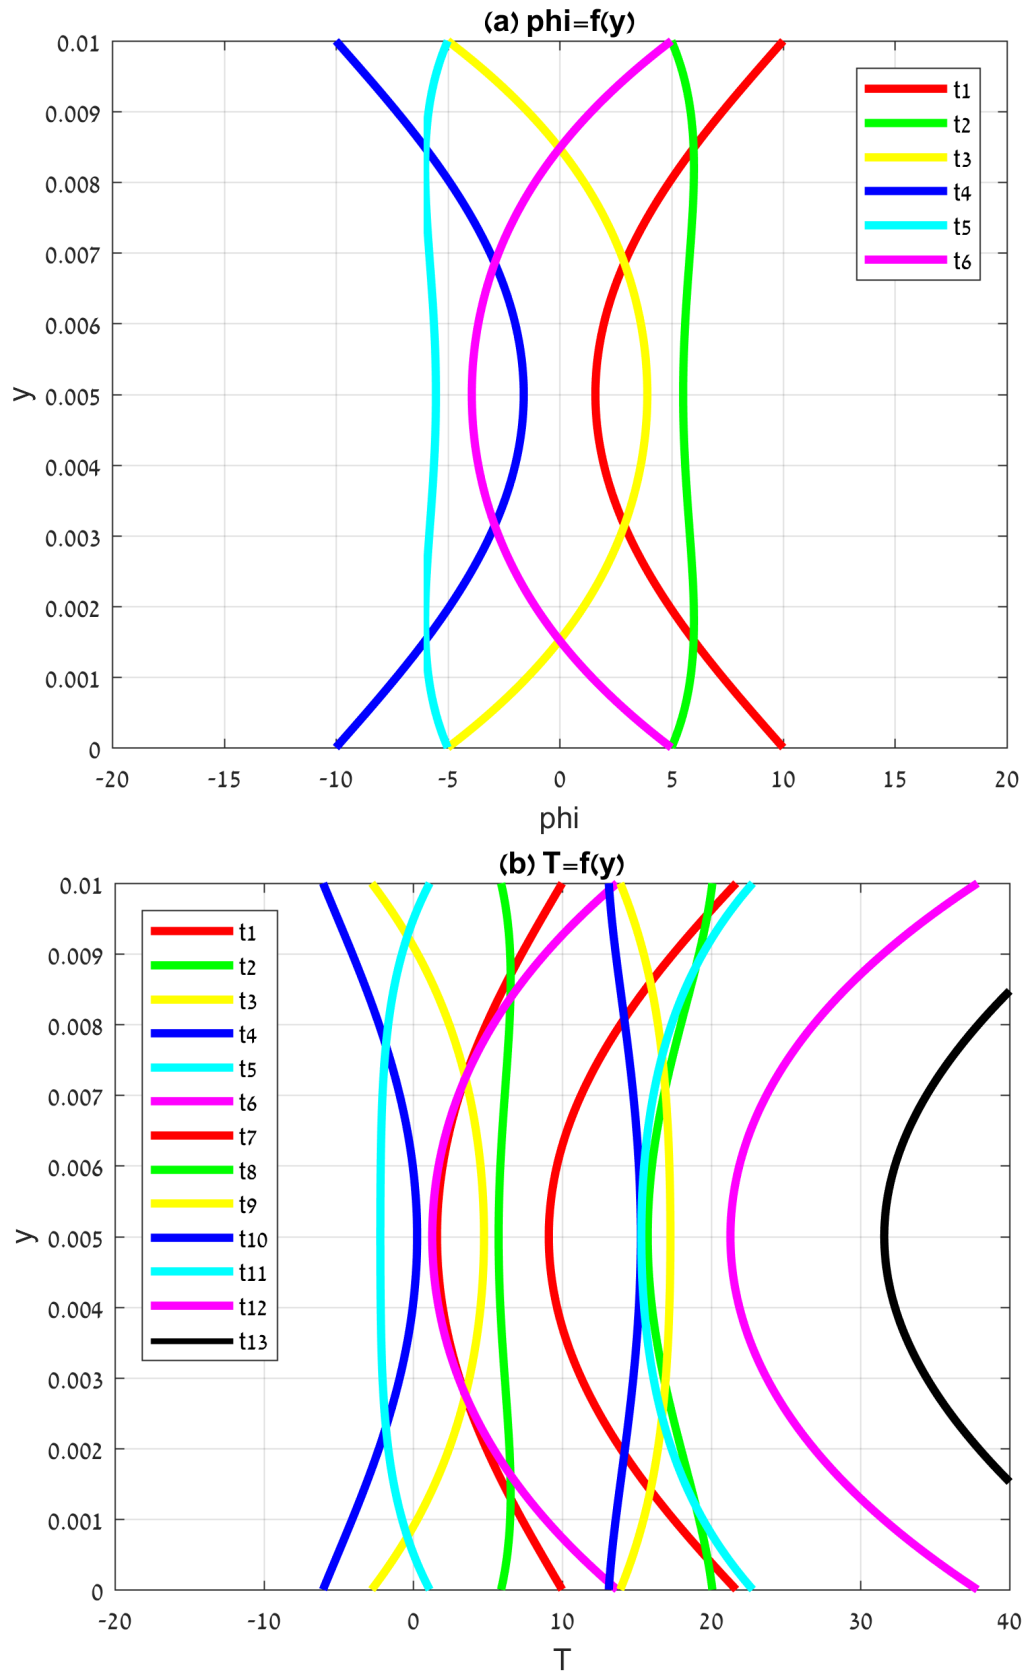 (a) phi=f(y)
0.01
0.009
0.008
0.007
0.006
0.005
0.004
0.003
0.002
0.001
0
y
-20
-15
-10
-5
0
5
10
15
20
phi
t1
t2
t3
t4
t5
t6
(b) T=f(y)
0.01
0.009
0.008
0.007
0.006
0.005
0.004
0.003
0.002
0.001
0
y
t1
t2
t3
t4
t5
t6
t7
t8
t9
t10
t11
t12
t13
-20
-10
0
10
20
30
40
T